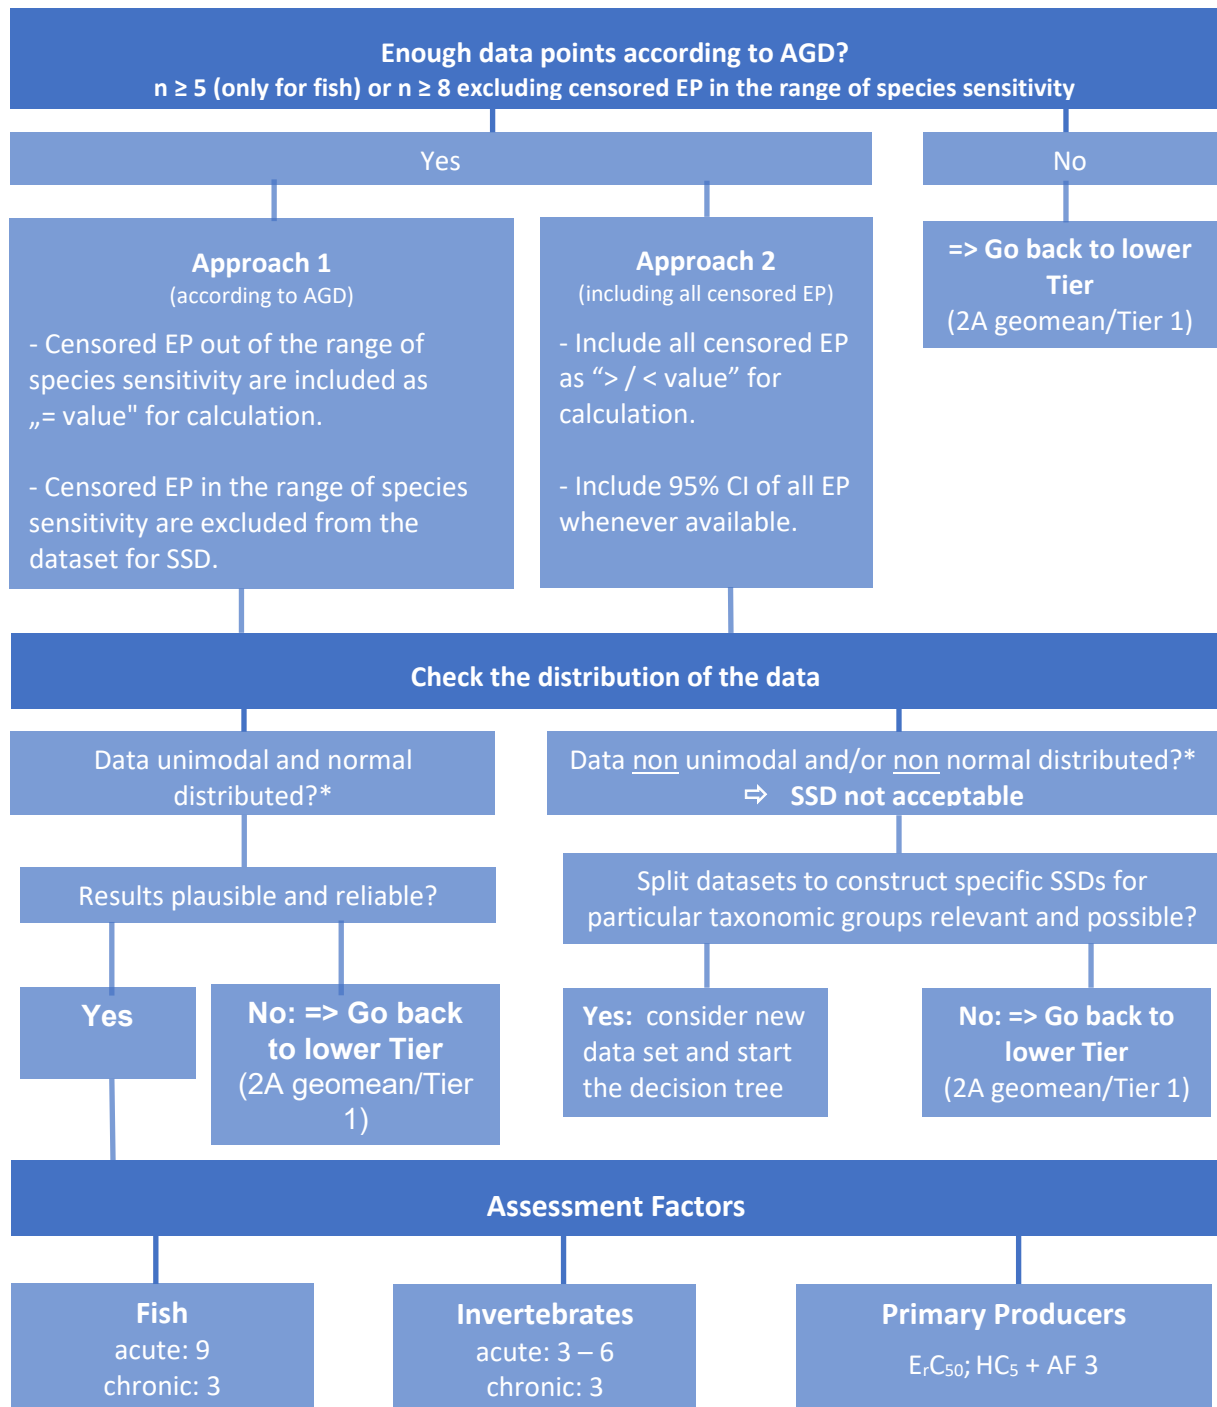 Enough data points according to AGD?
n ≥ 5 (only for fish) or n ≥ 8 excluding censored EP in the range of species sensitivity
Yes
No
Approach 1
(according to AGD)
- Censored EP out of the range of
species sensitivity are included as
„= value" for calculation.
- Censored EP in the range of species
sensitivity are excluded from the
dataset for SSD.
Approach 2
(including all censored EP)
- Include all censored EP
as “> / < value” for
calculation.
- Include 95% CI of all EP
whenever available.
=> Go back to lower
Tier
(2A geomean/Tier 1)
Check the distribution of the data
Data unimodal and normal
distributed?*
Data non unimodal and/or non normal distributed?*
⇨ SSD not acceptable
Results plausible and reliable?
Split datasets to construct specific SSDs for
particular taxonomic groups relevant and possible?
Yes
No: => Go back
to lower Tier
(2A geomean/Tier
1)
Yes: consider new
data set and start
the decision tree
No: => Go back to
lower Tier
(2A geomean/Tier 1)
Assessment Factors
Fish
acute: 9
chronic: 3
Invertebrates
acute: 3 – 6
chronic: 3
Primary Producers
ErC50; HC5 + AF 3